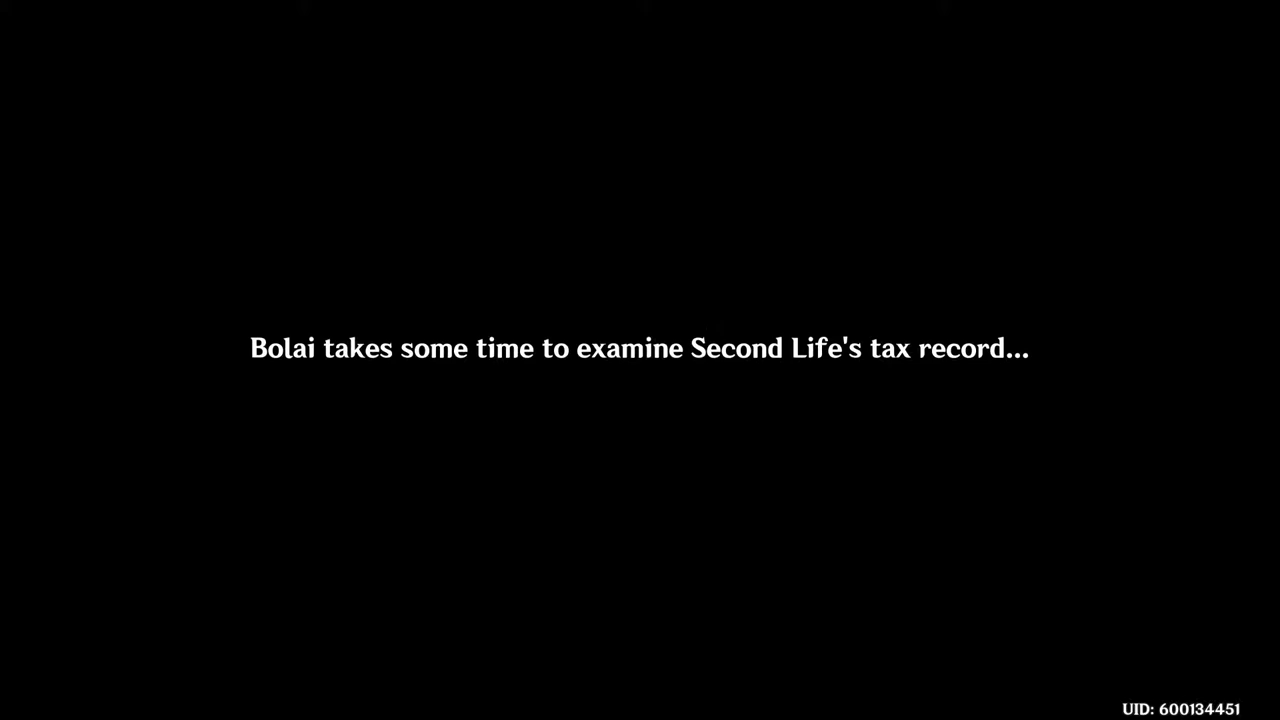 Bolai takes some time to examine Second Life's tax record...
UID: 600134451